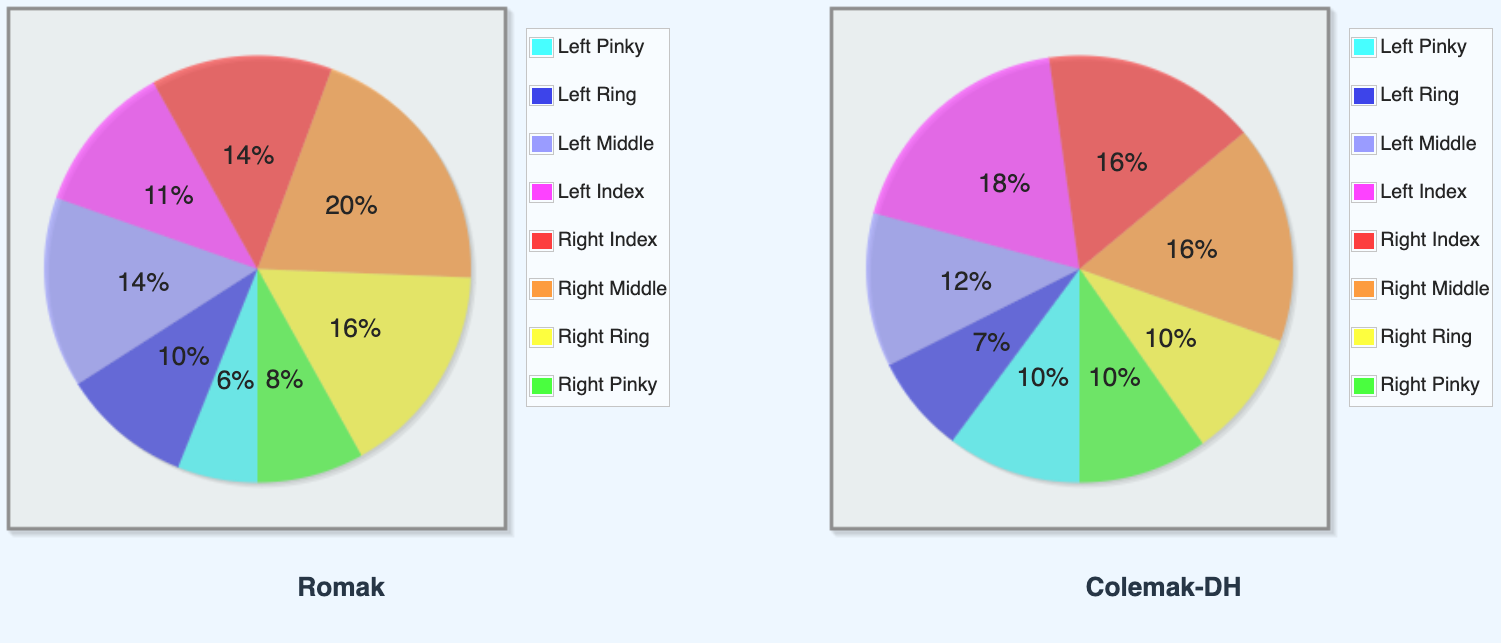 14%
11%
20%
14%
16%
10%
6%
8%
Left Pinky
Left Ring
Left Middle
Left Index
Right Index
Right Middle
Right Ring
Right Pinky
Romak
16%
18%
16%
12%
10%
7%
10%
10%
Left Pinky
Left Ring
Left Middle
Left Index
Right Index
Right Middle
Right Ring
Right Pinky
Colemak-DH